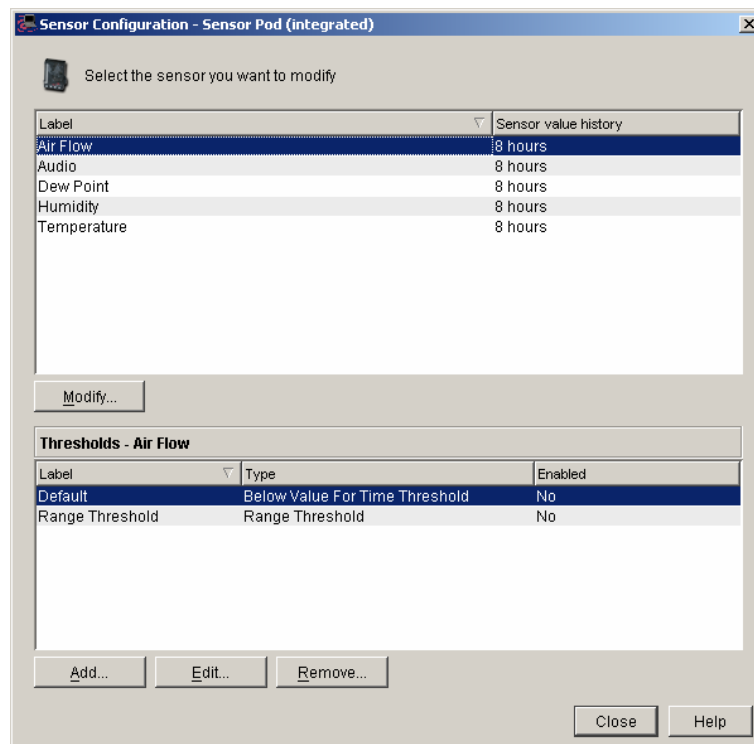 Sensor Configuration - Sensor Pod (integrated)
Select the sensor you want to modify
Label Sensor value history
Air Flow 8 hours
Audio 8 hours
Dew Point 8 hours
Humidity 8 hours
Temperature 8 hours
Modify...
Thresholds - Air Flow
Label Type Enabled
Default Below Value For Time Threshold No
Range Threshold Range Threshold No
Add... Edit... Remove...
Close Help